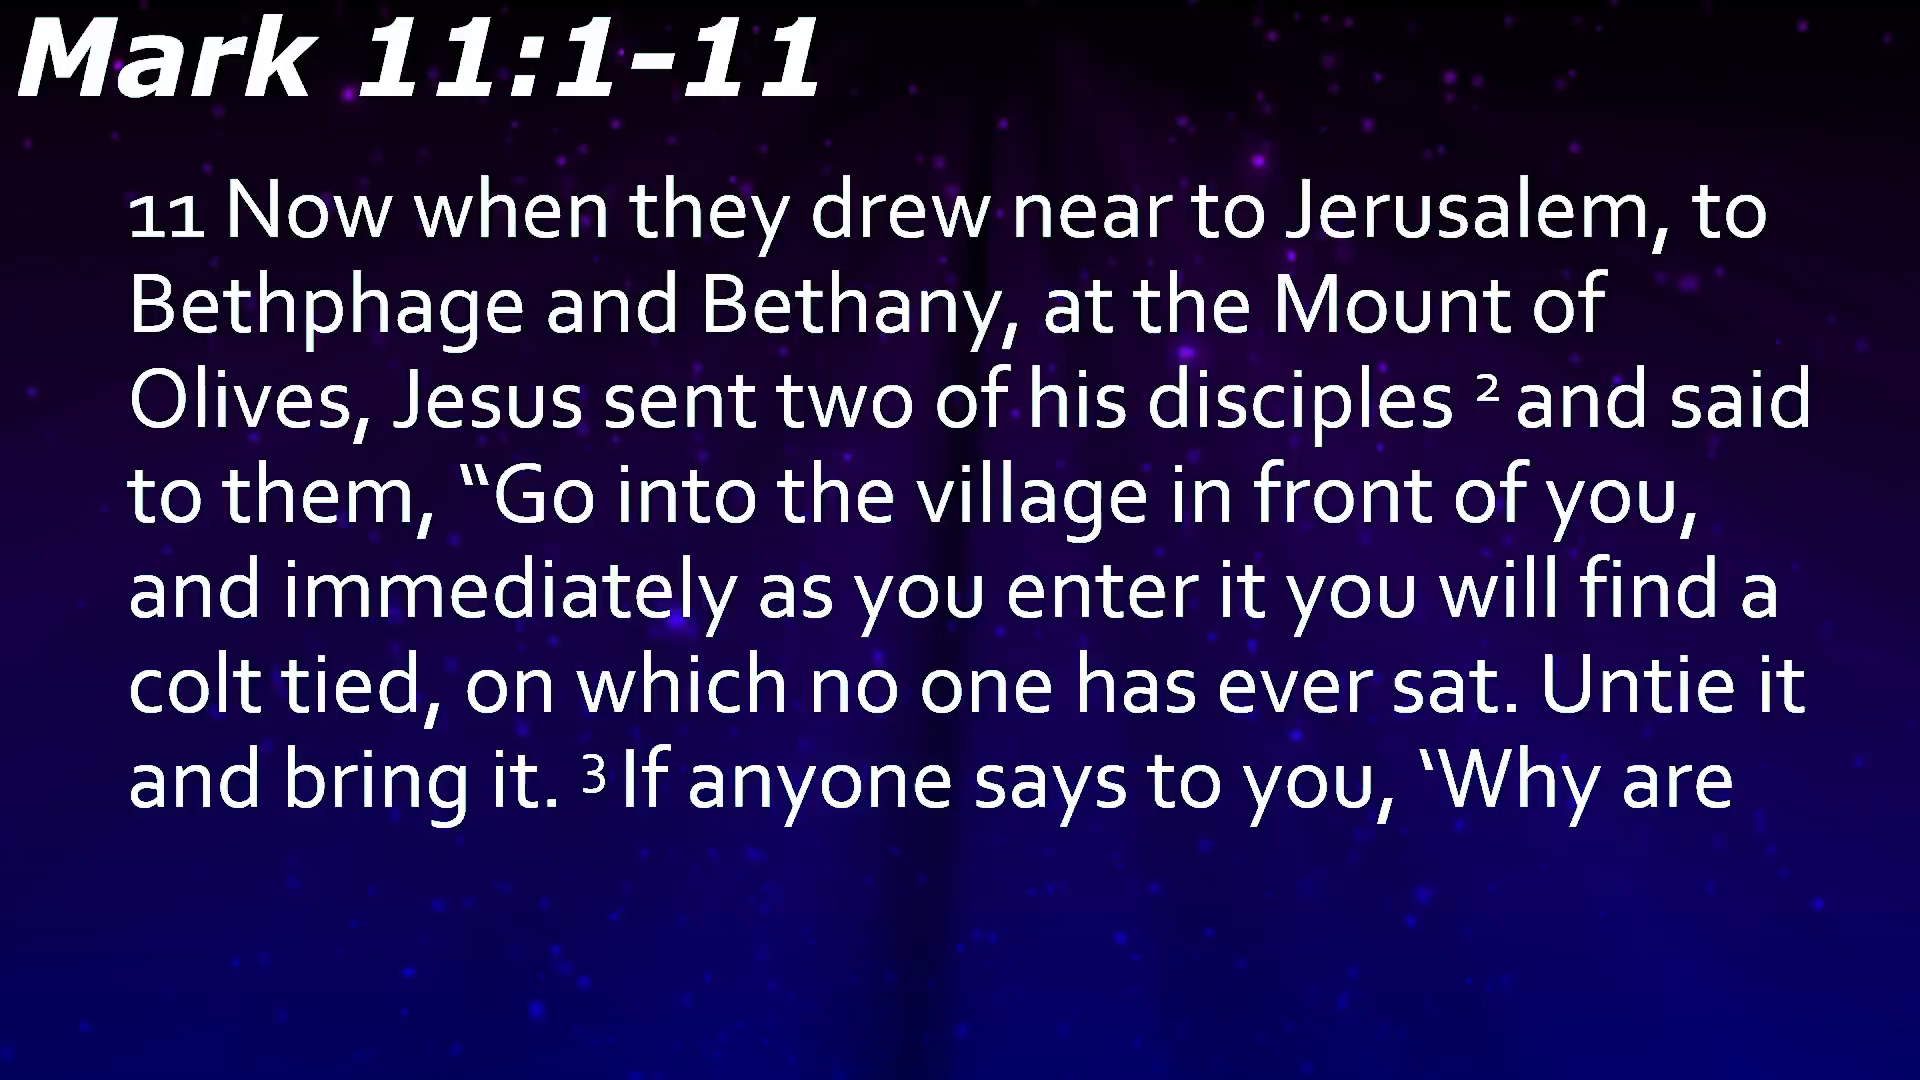 Mark 11:1-11
11 Now when they drew near to Jerusalem, to
Bethphage and Bethany, at the Mount of
Olives, Jesus sent two of his disciples ² and said
to them, “Go into the village in front of you,
and immediately as you enter it you will find a
colt tied, on which no one has ever sat. Untie it
and bring it. ³ If anyone says to you, ‘Why are